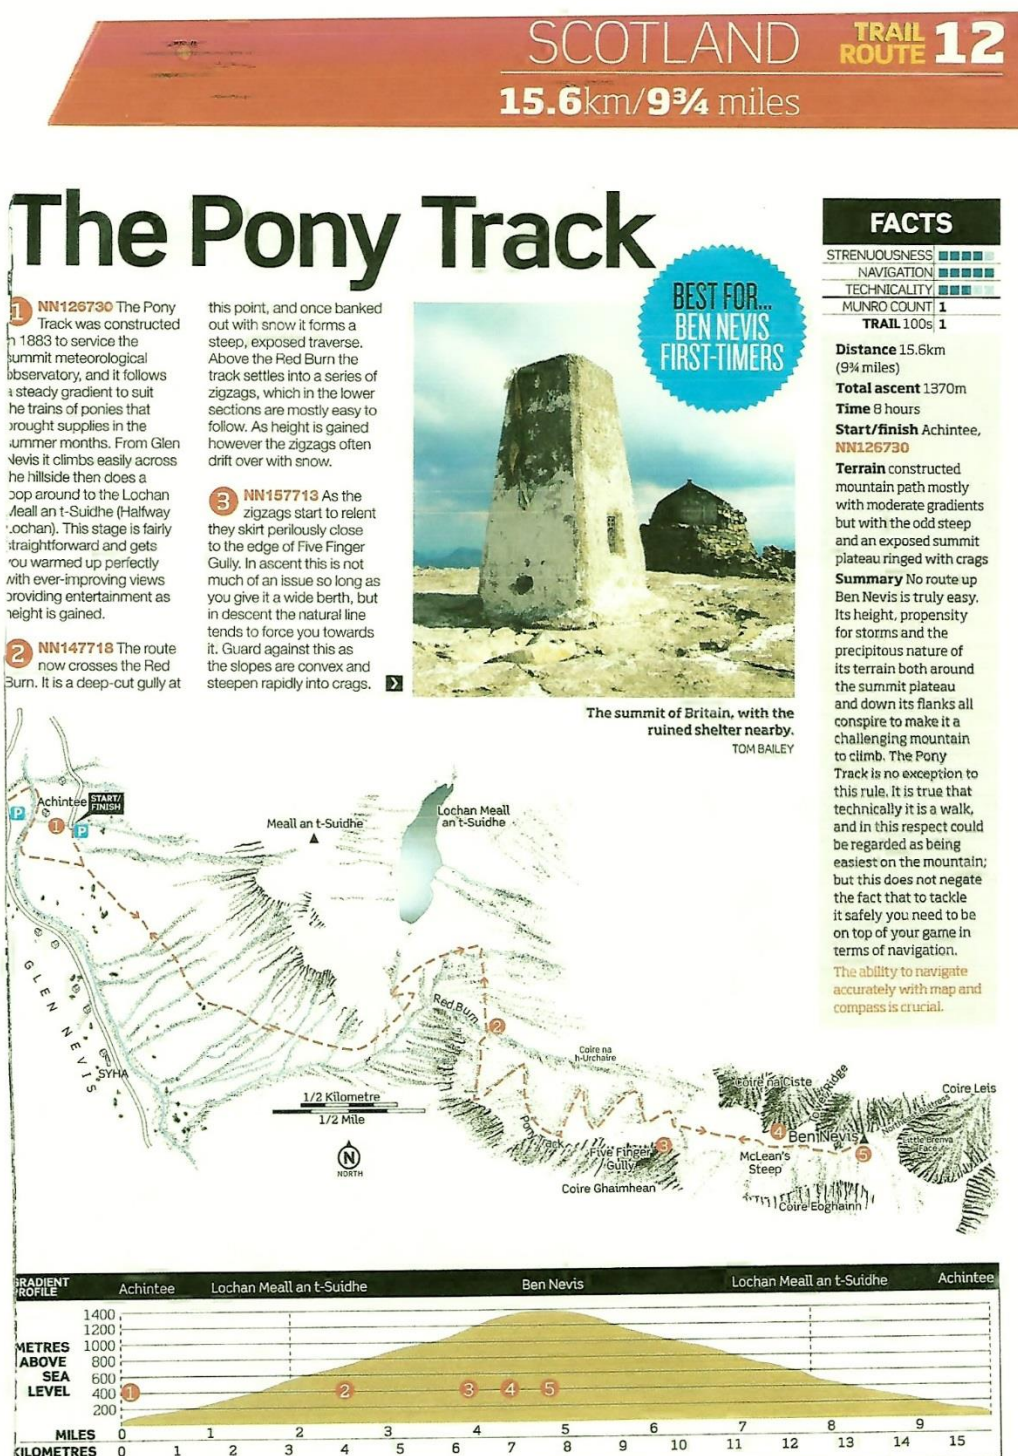 SCOTLAND
TRAIL
ROUTE 12
15.6km/9¾ miles
The Pony Track
1 NN126730 The Pony
Track was constructed
n 1883 to service the
summit meteorological
observatory, and it follows
a steady gradient to suit
he trains of ponies that
brought supplies in the
summer months. From Glen
Nevis it climbs easily across
he hillside then does a
oop around to the Lochan
Meall an t-Suidhe (Halfway
Lochan). This stage is fairly
straightforward and gets
you warmed up perfectly
with ever-improving views
providing entertainment as
height is gained.
2 NN147718 The route
now crosses the Red
Burn. It is a deep-cut gully at
this point, and once banked
out with snow it forms a
steep, exposed traverse.
Above the Red Burn the
track settles into a series of
zigzags, which in the lower
sections are mostly easy to
follow. As height is gained
however the zigzags often
drift over with snow.
3 NN157713 As the
zigzags start to relent
they skirt perilously close
to the edge of Five Finger
Gully. In ascent this is not
much of an issue so long as
you give it a wide berth, but
in descent the natural line
tends to force you towards
it. Guard against this as
the slopes are convex and
steepen rapidly into crags.
BEST FOR...
BEN NEVIS
FIRST-TIMERS
The summit of Britain, with the
ruined shelter nearby.
TOM BAILEY
FACTS
STRENUOUSNESS
NAVIGATION
TECHNICALITY
MUNRO COUNT 1
TRAIL 100s 1
Distance 15.6km
(9¾ miles)
Total ascent 1370m
Time 8 hours
Start/finish Achintee,
NN126730
Terrain constructed
mountain path mostly
with moderate gradients
but with the odd steep
and an exposed summit
plateau ringed with crags
Summary No route up
Ben Nevis is truly easy.
Its height, propensity
for storms and the
precipitous nature of
its terrain both around
the summit plateau
and down its flanks all
conspire to make it a
challenging mountain
to climb. The Pony
Track is no exception to
this rule. It is true that
technically it is a walk,
and in this respect could
be regarded as being
easiest on the mountain;
but this does not negate
the fact that to tackle
it safely you need to be
on top of your game in
terms of navigation.
The ability to navigate
accurately with map and
compass is crucial.
Achintee
START/
FINISH
P
1
P
Meall an t-Suidhe
Lochan Meall
an t-Suidhe
GLEN NEVIS
SYHA
Red Burn
2
Coire na
h-Urchaire
1/2 Kilometre
1/2 Mile
N
NORTH
Pony Track
Five Finger
Gully
3
Coire Ghaimhean
Coire na Ciste
Tower Ridge
4
Ben Nevis
5
McLean's
Steep
Coire Eoghainn
Coire Leis
Little Brenva
Face
GRADIENT
PROFILE
Achintee Lochan Meall an t-Suidhe Ben Nevis Lochan Meall an t-Suidhe Achintee
METRES
ABOVE
SEA
LEVEL
1400
1200
1000
800
600
400
200
1 2 3 4 5
MILES 0 1 2 3 4 5 6 7 8 9
KILOMETRES 0 1 2 3 4 5 6 7 8 9 10 11 12 13 14 15